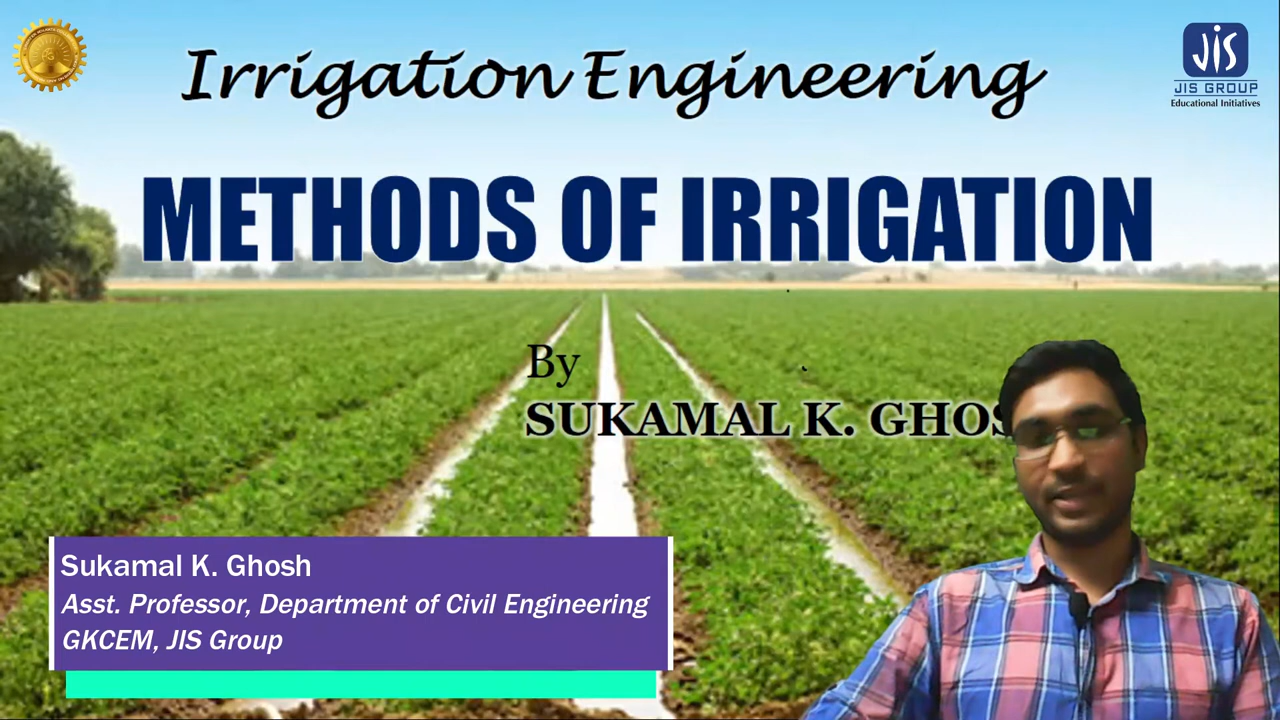 Irrigation Engineering
JIS
JIS GROUP
Educational Initiatives
METHODS OF IRRIGATION
By
SUKAMAL K. GHOS
Sukamal K. Ghosh
Asst. Professor, Department of Civil Engineering
GKCEM, JIS Group